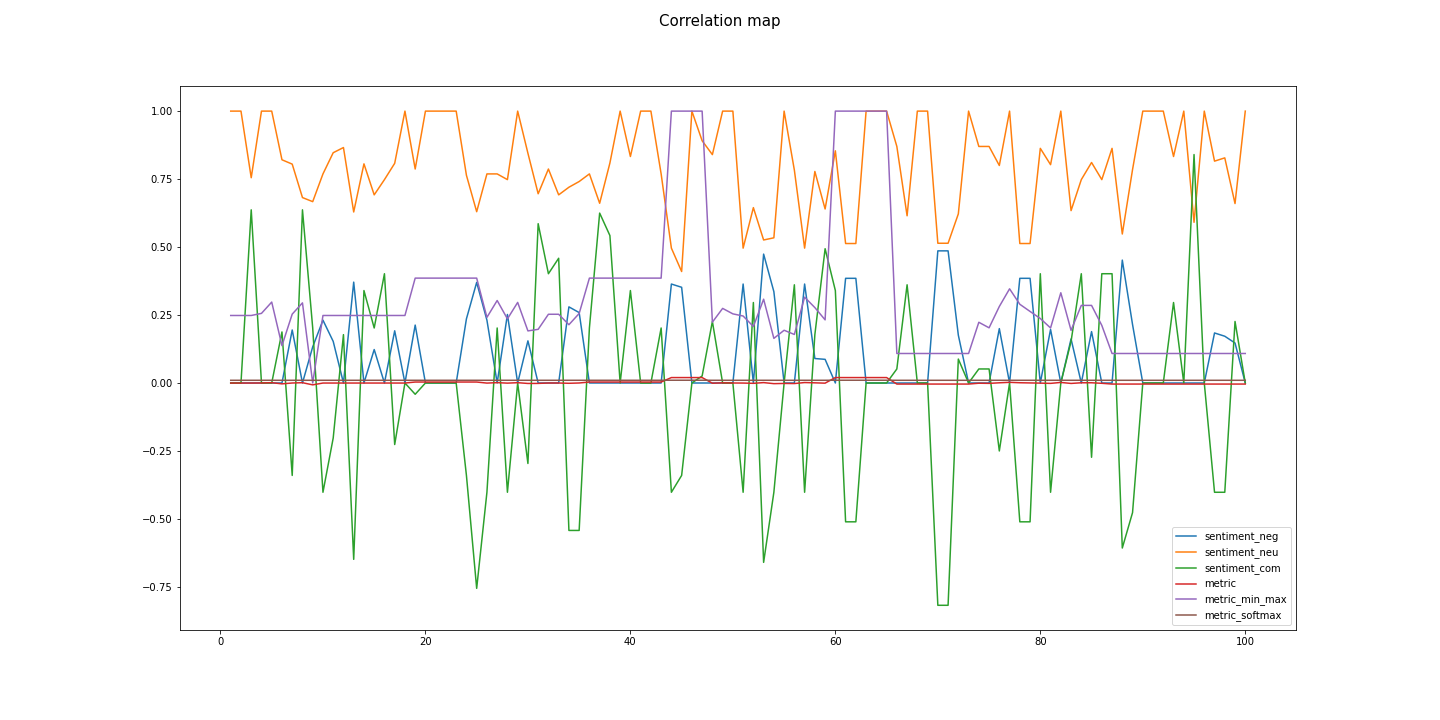 Correlation map
1.00
0.75
0.50
0.25
0.00
−0.25
−0.50
−0.75
0 20 40 60 80 100
sentiment_neg
sentiment_neu
sentiment_com
metric
metric_min_max
metric_softmax